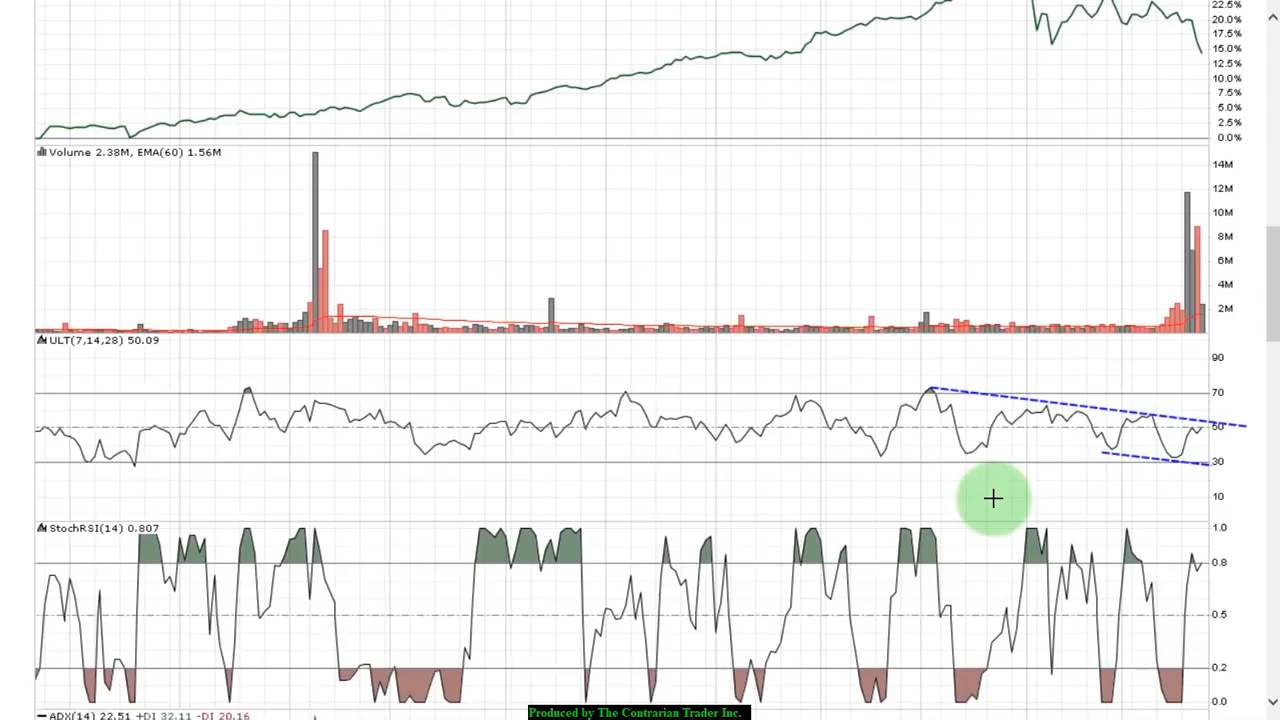 22.5%
20.0%
17.5%
15.0%
12.5%
10.0%
7.5%
5.0%
2.5%
0.0%
Volume 2.38M, EMA(60) 1.56M
14M
12M
10M
8M
6M
4M
2M
ULT(7,14,28) 50.09
90
70
50
30
10
StochRSI(14) 0.807
1.0
0.8
0.5
0.2
0.0
ADX(14) 22.51 +DI 32.11 -DI 20.16
Produced by The Contrarian Trader Inc.